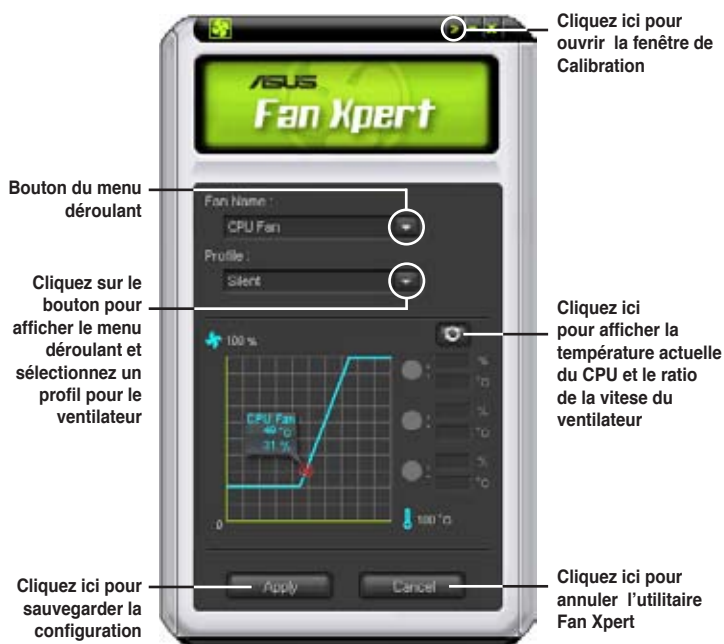 Cliquez ici pour
ouvrir la fenêtre de
Calibration
ASUS
Fan Xpert
Bouton du menu
déroulant
Fan Name :
CPU Fan
Profile :
Silent
Cliquez sur le
bouton pour
afficher le menu
déroulant et
sélectionnez un
profil pour le
ventilateur
Cliquez ici
pour afficher la
température actuelle
du CPU et le ratio
de la vitese du
ventilateur
100 %
%
°C
CPU Fan
49 °C
31 %
%
°C
%
°C
0
100 °C
Apply
Cancel
Cliquez ici pour
sauvegarder la
configuration
Cliquez ici pour
annuler l'utilitaire
Fan Xpert